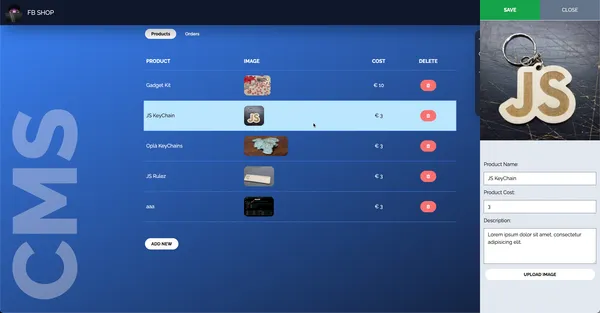 FB SHOP
SAVE CLOSE
Products Orders
PRODUCT IMAGE COST DELETE
Gadget Kit € 10
JS KeyChain € 3
Opla KeyChains € 3
JS Rulez € 3
aaa € 3
ADD NEW
CMS
JS
Product Name:
JS KeyChain
Product Cost:
3
Description:
Lorem ipsum dolor sit amet, consectetur
adipisicing elit.
UPLOAD IMAGE